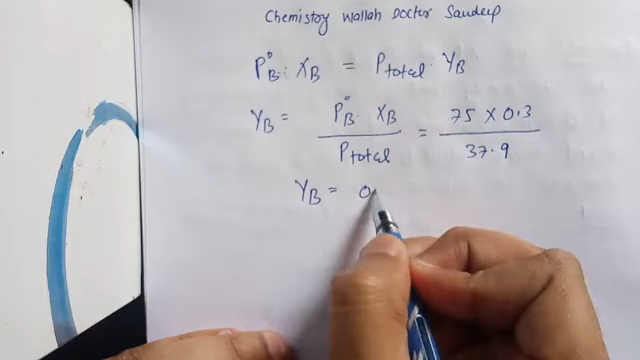 Chemistry Wallah Doctor Sandeep
P°B. XB = Ptotal. YB
YB = P°B. XB / Ptotal = 75 X 0.3 / 37.9
YB = 0